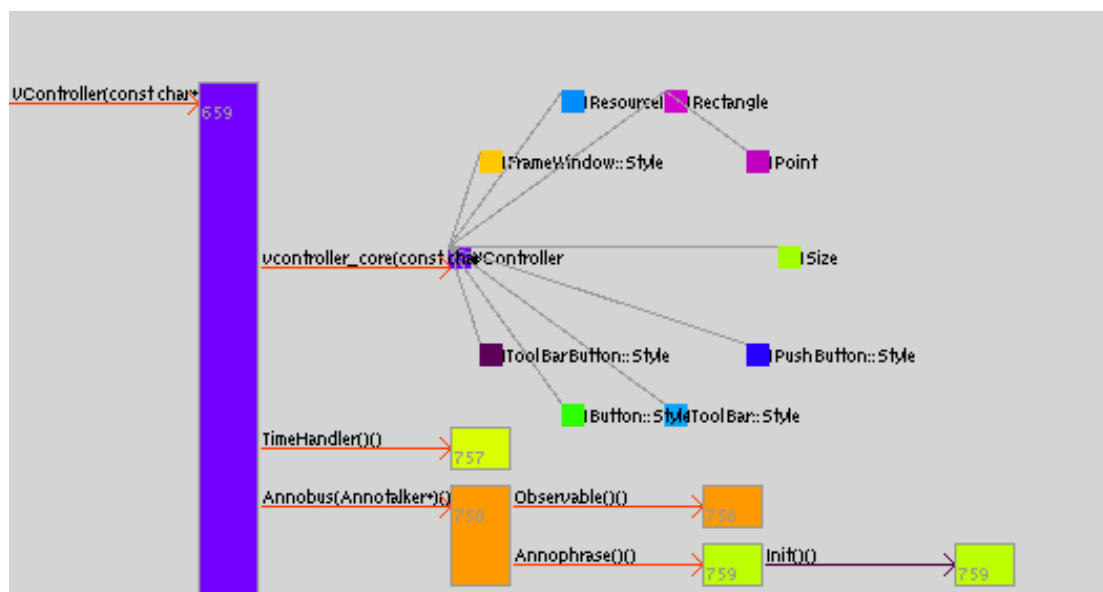 VController(const char*
659
IResourceI
IRectangle
IFrameWindow::Style
IPoint
vcontroller_core(const char*
VController
ISize
IToolBarButton::Style
IPushButton::Style
IButton::Style
IToolBar::Style
TimeHandler()()
757
Annobus(Annotalker*)()
Observable()()
758
758
Annophrase()()
Init()()
759
759